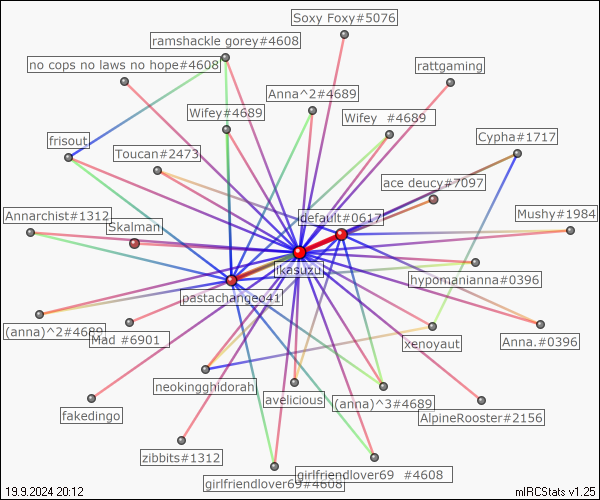 Soxy Foxy#5076
ramshackle gorey#4608
no cops no laws no hope#4608
rattgaming
Anna^2#4689
Wifey#4689
Wifey  #4689
Cypha#1717
frisout
Toucan#2473
ace deucy#7097
Annarchist#1312
Skalman
default#0617
Mushy#1984
ikasuzu
hypomanianna#0396
pastachangeo41
(anna)^2#4689
Mad #6901
xenoyaut
Anna.#0396
neokingghidorah
avelicious
(anna)^3#4689
fakedingo
AlpineRooster#2156
zibbits#1312
girlfriendlover69#4608
girlfriendlover69  #4608
19.9.2024 20:12
mIRCStats v1.25